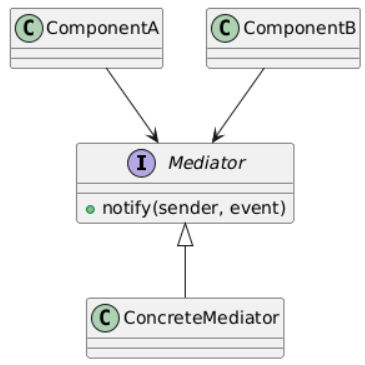 C ComponentA
C ComponentB
I Mediator
notify(sender, event)
C ConcreteMediator